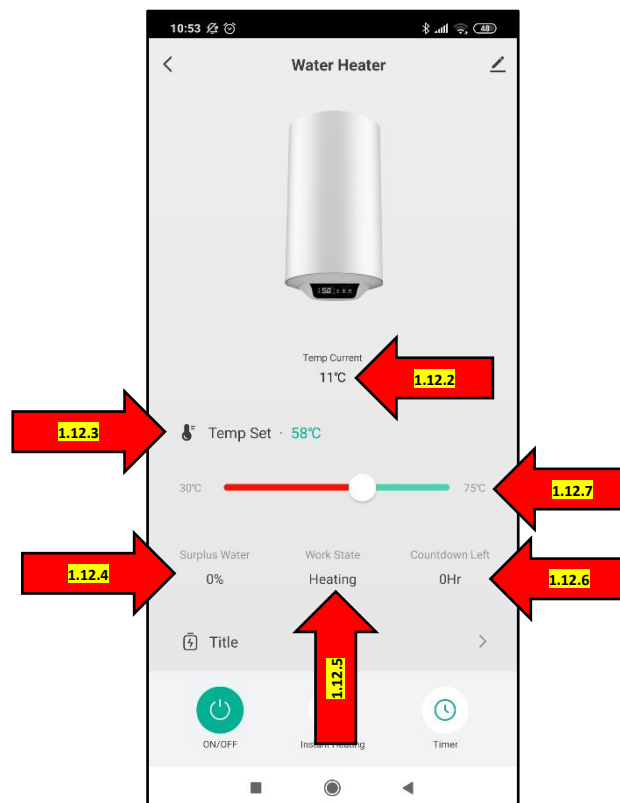 10:53
48
Water Heater
50
Temp Current
11℃
1.12.2
1.12.3
Temp Set · 58℃
30℃
75℃
1.12.7
Surplus Water
Work State
Countdown Left
1.12.4
0%
Heating
0Hr
1.12.6
Title
1.12.5
ON/OFF
Heating
Timer